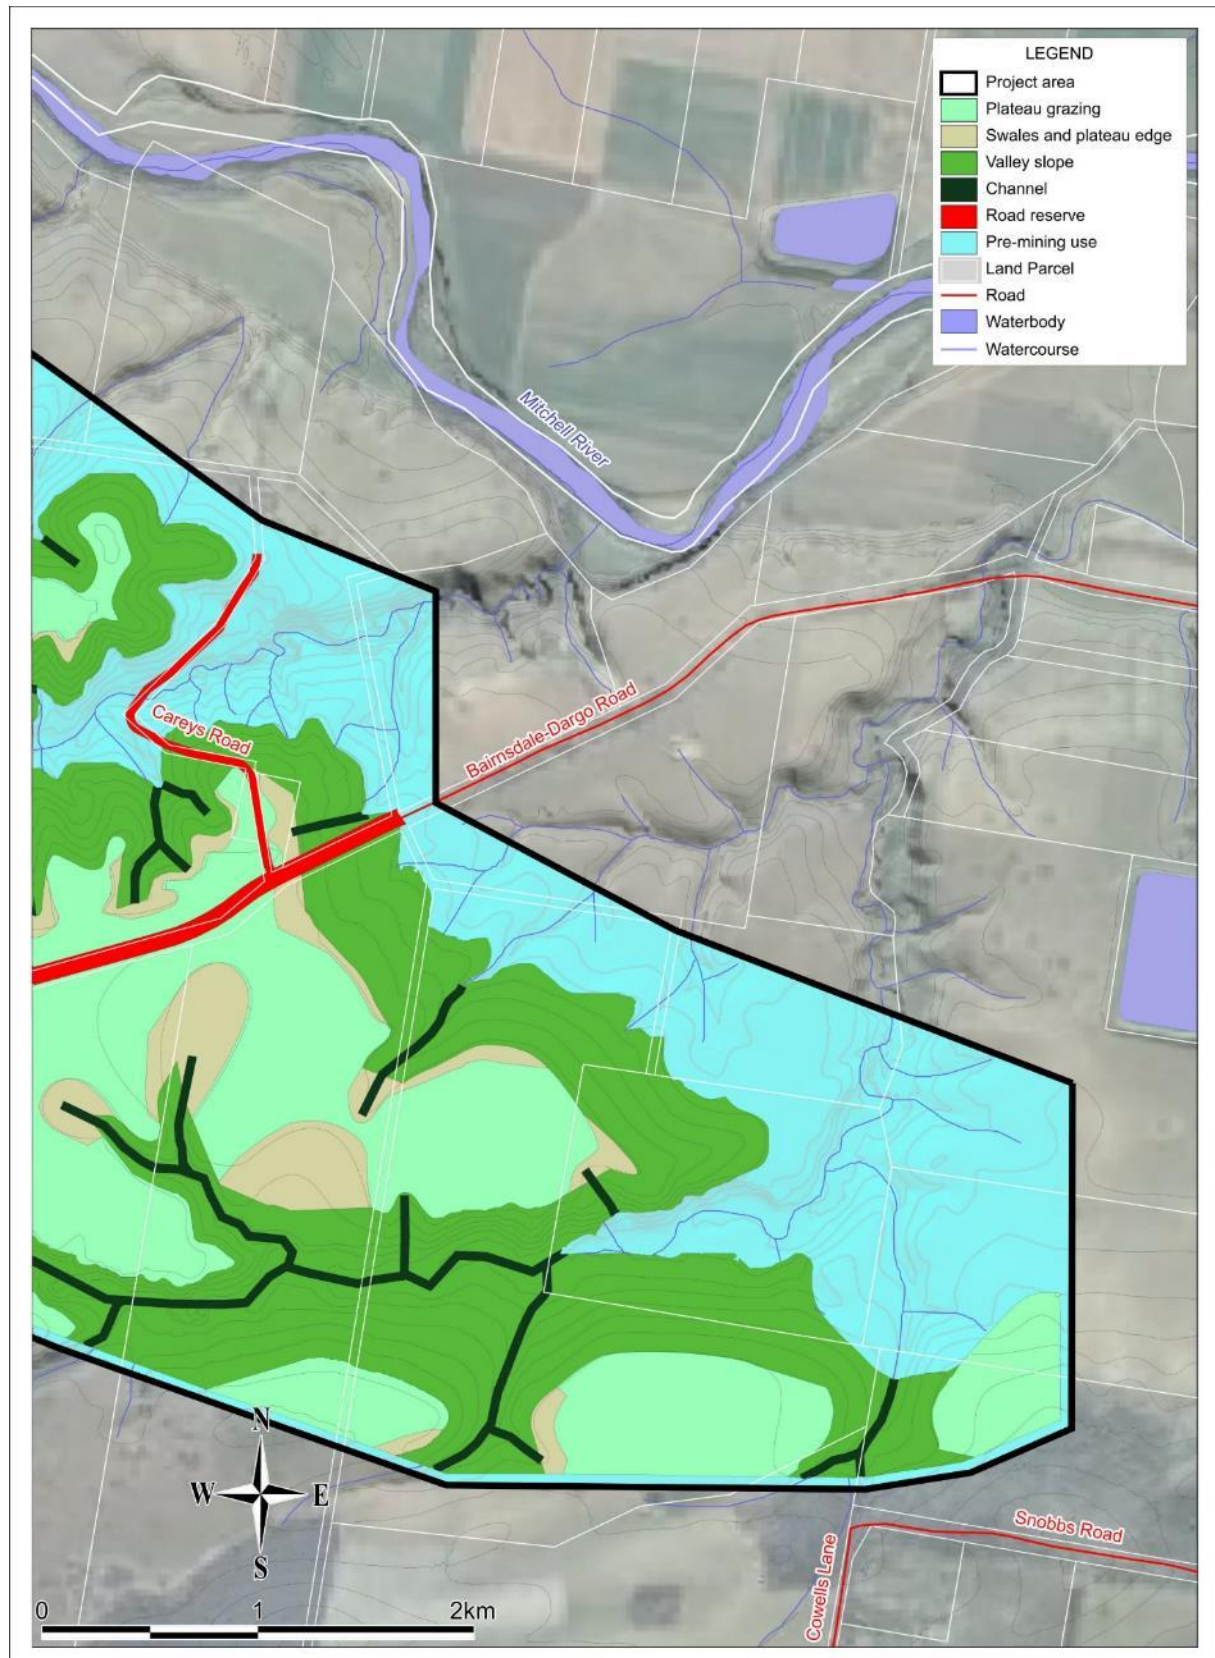 LEGEND
Project area
Plateau grazing
Swales and plateau edge
Valley slope
Channel
Road reserve
Pre-mining use
Land Parcel
Road
Waterbody
Watercourse
Mitchell River
Bairnsdale-Dargo Road
Careys Road
N
W E
S
Snobbs Road
Cowells Lane
0 1 2km